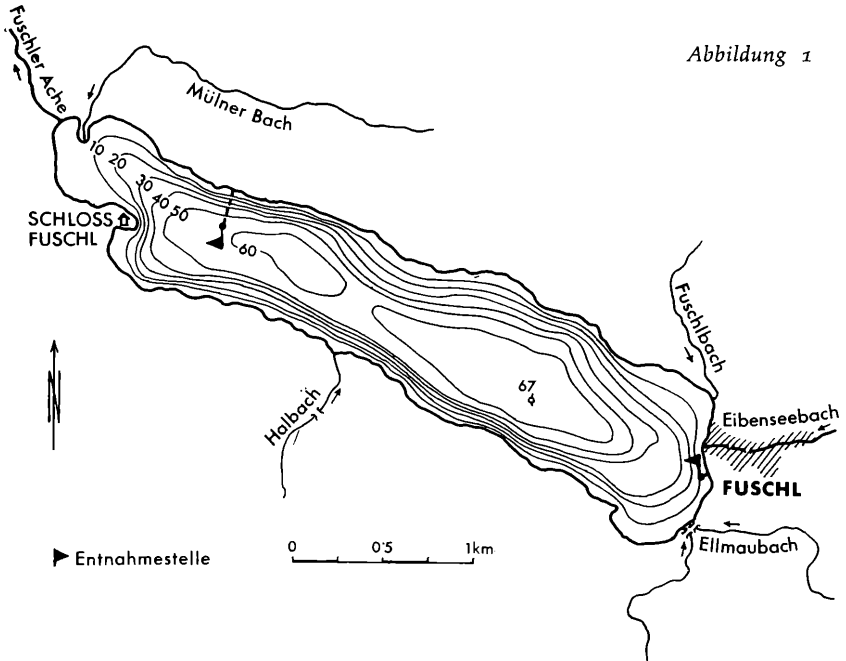 Abbildung 1
Fuschler Ache
Mülner Bach
10
20
30
40
50
60
SCHLOSS
FUSCHL
Fuschlbach
67
Halbach
Eibenseebach
FUSCHL
N
0 0·5 1km
Entnahmestelle
Ellmaubach